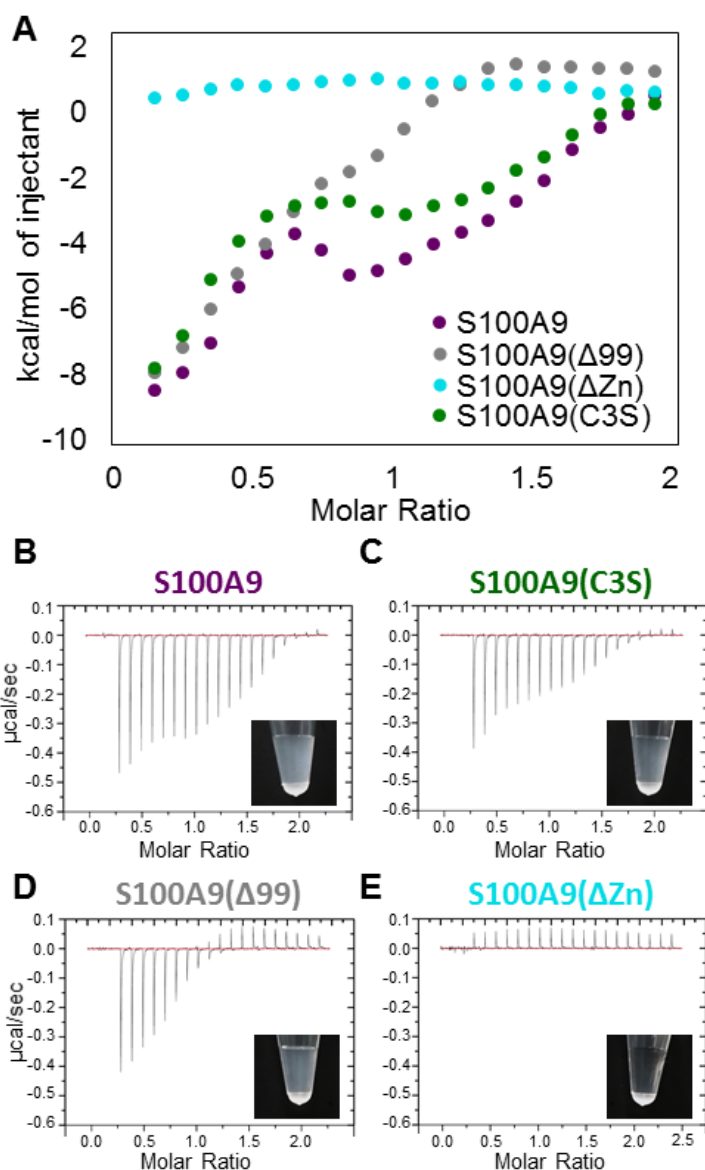 A
2
0
-2
-4
-6
-8
-10
kcal/mol of injectant
S100A9
S100A9(Δ99)
S100A9(ΔZn)
S100A9(C3S)
0 0.5 1 1.5 2
Molar Ratio
B
S100A9
0.1
0.0
-0.1
-0.2
-0.3
-0.4
-0.5
-0.6
µcal/sec
0.0 0.5 1.0 1.5 2.0
Molar Ratio
C
S100A9(C3S)
0.1
0.0
-0.1
-0.2
-0.3
-0.4
-0.5
-0.6
0.0 0.5 1.0 1.5 2.0
Molar Ratio
D
S100A9(Δ99)
0.1
0.0
-0.1
-0.2
-0.3
-0.4
-0.5
-0.6
µcal/sec
0.0 0.5 1.0 1.5 2.0
Molar Ratio
E
S100A9(ΔZn)
0.1
0.0
-0.1
-0.2
-0.3
-0.4
-0.5
-0.6
0.0 0.5 1.0 1.5 2.0 2.5
Molar Ratio